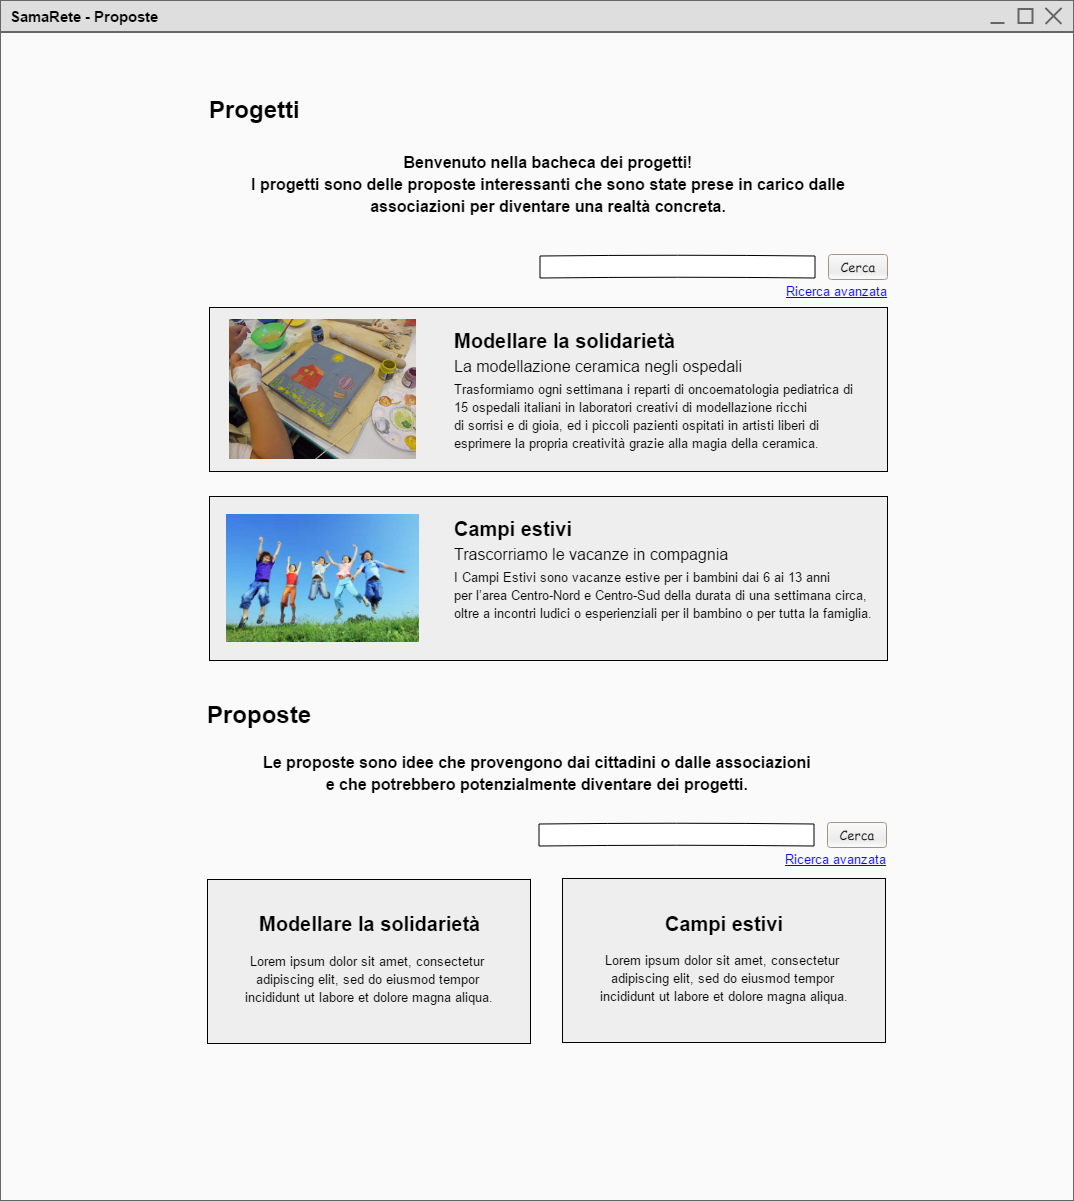 SamaRete - Proposte
Progetti
Benvenuto nella bacheca dei progetti!
I progetti sono delle proposte interessanti che sono state prese in carico dalle
associazioni per diventare una realtà concreta.
Cerca
Ricerca avanzata
Modellare la solidarietà
La modellazione ceramica negli ospedali
Trasformiamo ogni settimana i reparti di oncoematologia pediatrica di
15 ospedali italiani in laboratori creativi di modellazione ricchi
di sorrisi e di gioia, ed i piccoli pazienti ospitati in artisti liberi di
esprimere la propria creatività grazie alla magia della ceramica.
Campi estivi
Trascorriamo le vacanze in compagnia
I Campi Estivi sono vacanze estive per i bambini dai 6 ai 13 anni
per l'area Centro-Nord e Centro-Sud della durata di una settimana circa,
oltre a incontri ludici o esperienziali per il bambino o per tutta la famiglia.
Proposte
Le proposte sono idee che provengono dai cittadini o dalle associazioni
e che potrebbero potenzialmente diventare dei progetti.
Cerca
Ricerca avanzata
Modellare la solidarietà
Lorem ipsum dolor sit amet, consectetur
adipiscing elit, sed do eiusmod tempor
incididunt ut labore et dolore magna aliqua.
Campi estivi
Lorem ipsum dolor sit amet, consectetur
adipiscing elit, sed do eiusmod tempor
incididunt ut labore et dolore magna aliqua.